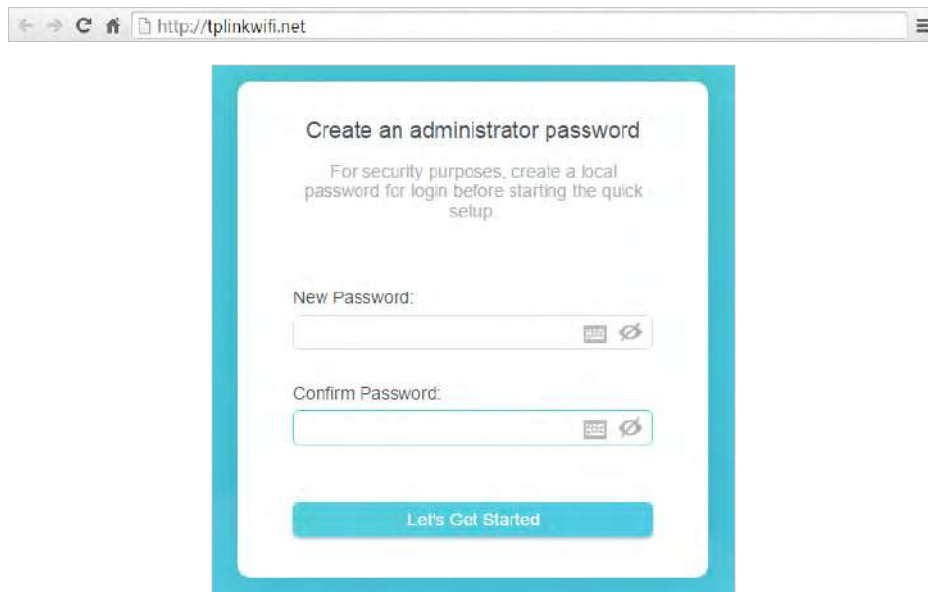 http://tplinkwifi.net
Create an administrator password
For security purposes, create a local
password for login before starting the quick
setup.
New Password:
Confirm Password:
Let's Get Started